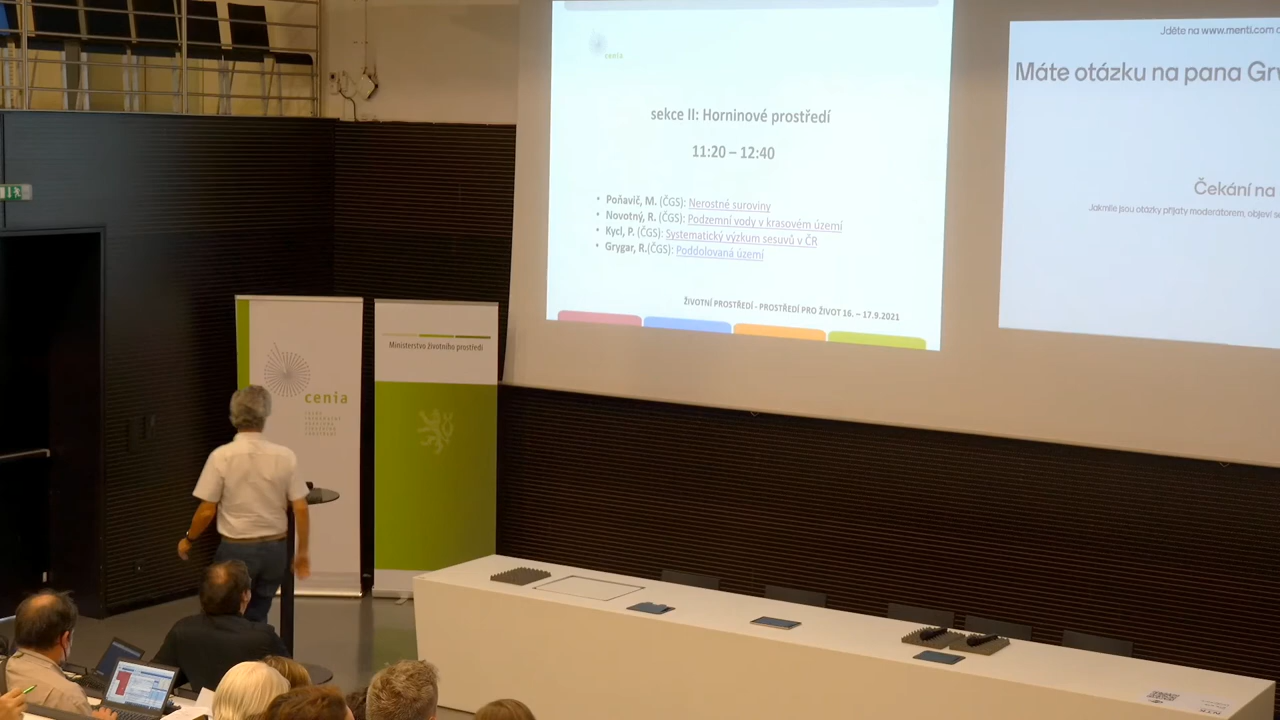 cenia
sekce II: Horninové prostředí
11:20 – 12:40
• Poňavič, M. (ČGS): Nerostné suroviny
• Novotný, R. (ČGS): Podzemní vody v krasovém území
• Kycl, P. (ČGS): Systematický výzkum sesuvů v ČR
• Grygar, R.(ČGS): Poddolovaná území
ŽIVOTNÍ PROSTŘEDÍ - PROSTŘEDÍ PRO ŽIVOT 16. – 17.9.2021
Jděte na www.menti.com
Máte otázku na pana
Čekání na
Jakmile jsou otázky přijaty moderátorem, objeví
cenia
Ministerstvo životního prostředí